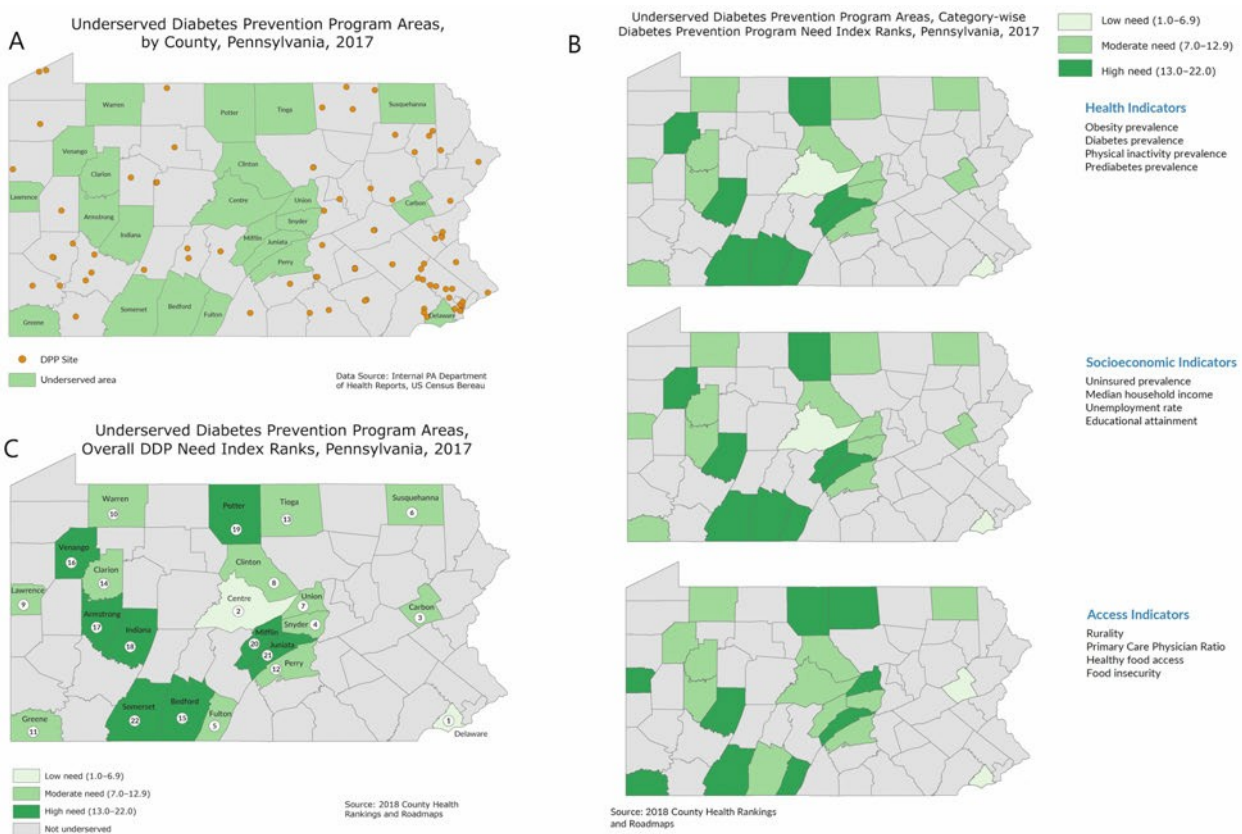 A
Underserved Diabetes Prevention Program Areas,
by County, Pennsylvania, 2017
Warren
Potter
Tioga
Susquehanna
Venango
Clarion
Clinton
Lawrence
Centre
Union
Carbon
Armstrong
Snyder
Indiana
Mifflin
Juniata
Perry
Somerset
Bedford
Fulton
Greene
Delaware
DPP Site
Underserved area
Data Source: Internal PA Department
of Health Reports, US Census Bereau
B
Underserved Diabetes Prevention Program Areas, Category-wise
Diabetes Prevention Program Need Index Ranks, Pennsylvania, 2017
Low need (1.0–6.9)
Moderate need (7.0–12.9)
High need (13.0–22.0)
Health Indicators
Obesity prevalence
Diabetes prevalence
Physical inactivity prevalence
Prediabetes prevalence
Socioeconomic Indicators
Uninsured prevalence
Median household income
Unemployment rate
Educational attainment
Access Indicators
Rurality
Primary Care Physician Ratio
Healthy food access
Food insecurity
Source: 2018 County Health Rankings
and Roadmaps
C
Underserved Diabetes Prevention Program Areas,
Overall DDP Need Index Ranks, Pennsylvania, 2017
Warren
10
Potter
19
Tioga
13
Susquehanna
6
Venango
16
Clarion
14
Clinton
8
Lawrence
9
Centre
2
Union
7
Carbon
3
Armstrong
17
Snyder
4
Indiana
18
Mifflin
20
Juniata
21
Perry
12
Somerset
22
Bedford
15
Fulton
5
Greene
11
1
Delaware
Low need (1.0–6.9)
Moderate need (7.0–12.9)
High need (13.0–22.0)
Not underserved
Source: 2018 County Health
Rankings and Roadmaps